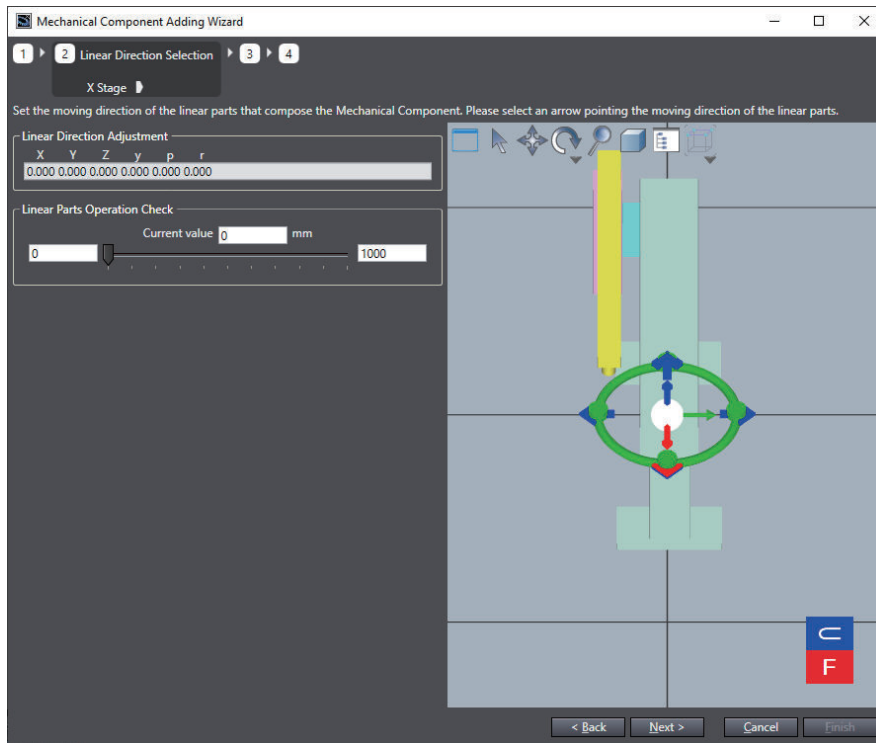 Mechanical Component Adding Wizard
1 2 Linear Direction Selection 3 4
X Stage
Set the moving direction of the linear parts that compose the Mechanical Component. Please select an arrow pointing the moving direction of the linear parts.
Linear Direction Adjustment
X Y Z y p r
0.000 0.000 0.000 0.000 0.000 0.000
Linear Parts Operation Check
Current value 0 mm
0 1000
U
F
< Back Next > Cancel Finish